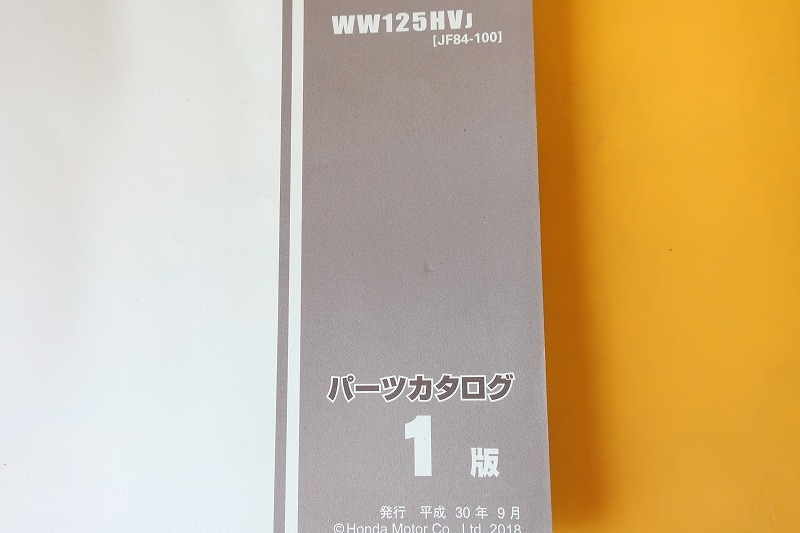 WW125HVJ
[JF84-100]
パーツカタログ
1 版
発行 平成 30 年 9 月
©Honda Motor Co., Ltd. 2018